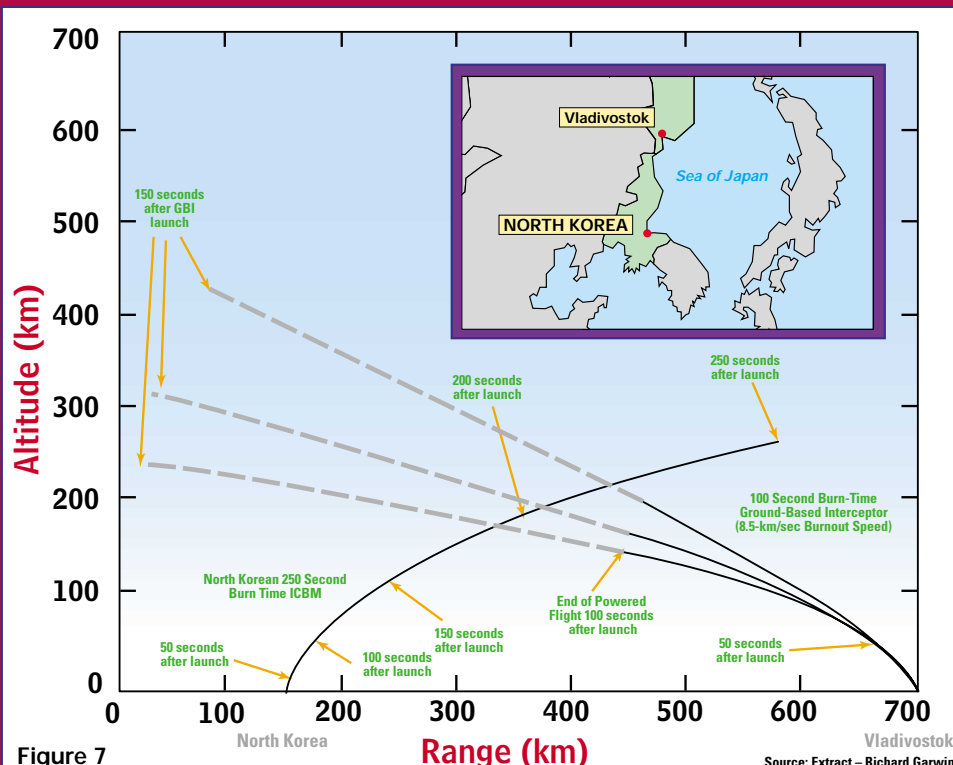 700
600
500
400
300
200
100
0
Altitude (km)
150 seconds
after GBI
launch
Vladivostok
Sea of Japan
NORTH KOREA
200 seconds
after launch
250 seconds
after launch
100 Second Burn-Time
Ground-Based Interceptor
(8.5-km/sec Burnout Speed)
North Korean 250 Second
Burn Time ICBM
End of Powered
Flight 100 seconds
after launch
150 seconds
after launch
50 seconds
after launch
100 seconds
after launch
50 seconds
after launch
0 100 200 300 400 500 600 700
North Korea
Vladivostok
Range (km)
Figure 7
Source: Extract – Richard Garwin